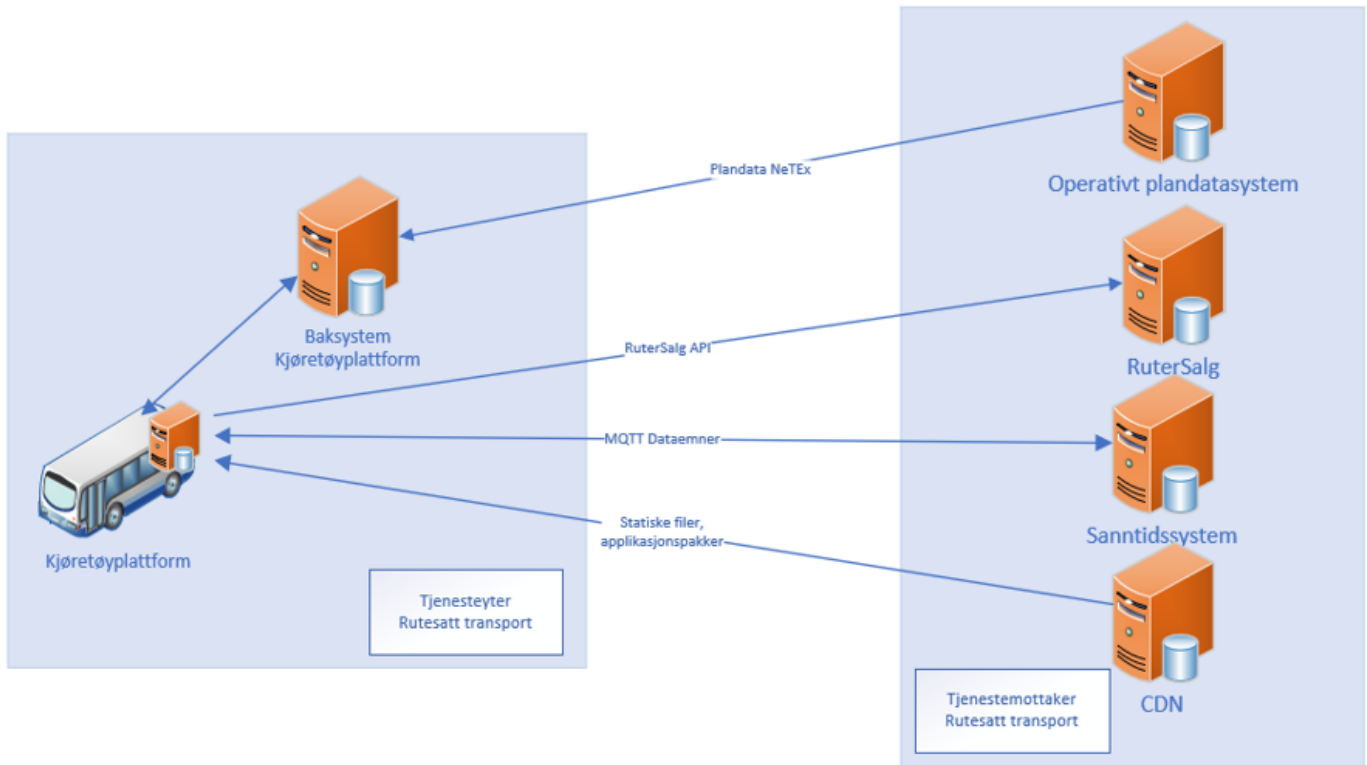 Operativt plandatasystem
Plandata NeTEx
Baksystem
Kjøretøyplattform
RuterSalg API
RuterSalg
MQTT Dataemner
Statiske filer,
applikasjonspakker
Sanntidssystem
Kjøretøyplattform
Tjenesteyter
Rutesatt transport
CDN
Tjenestemottaker
Rutesatt transport